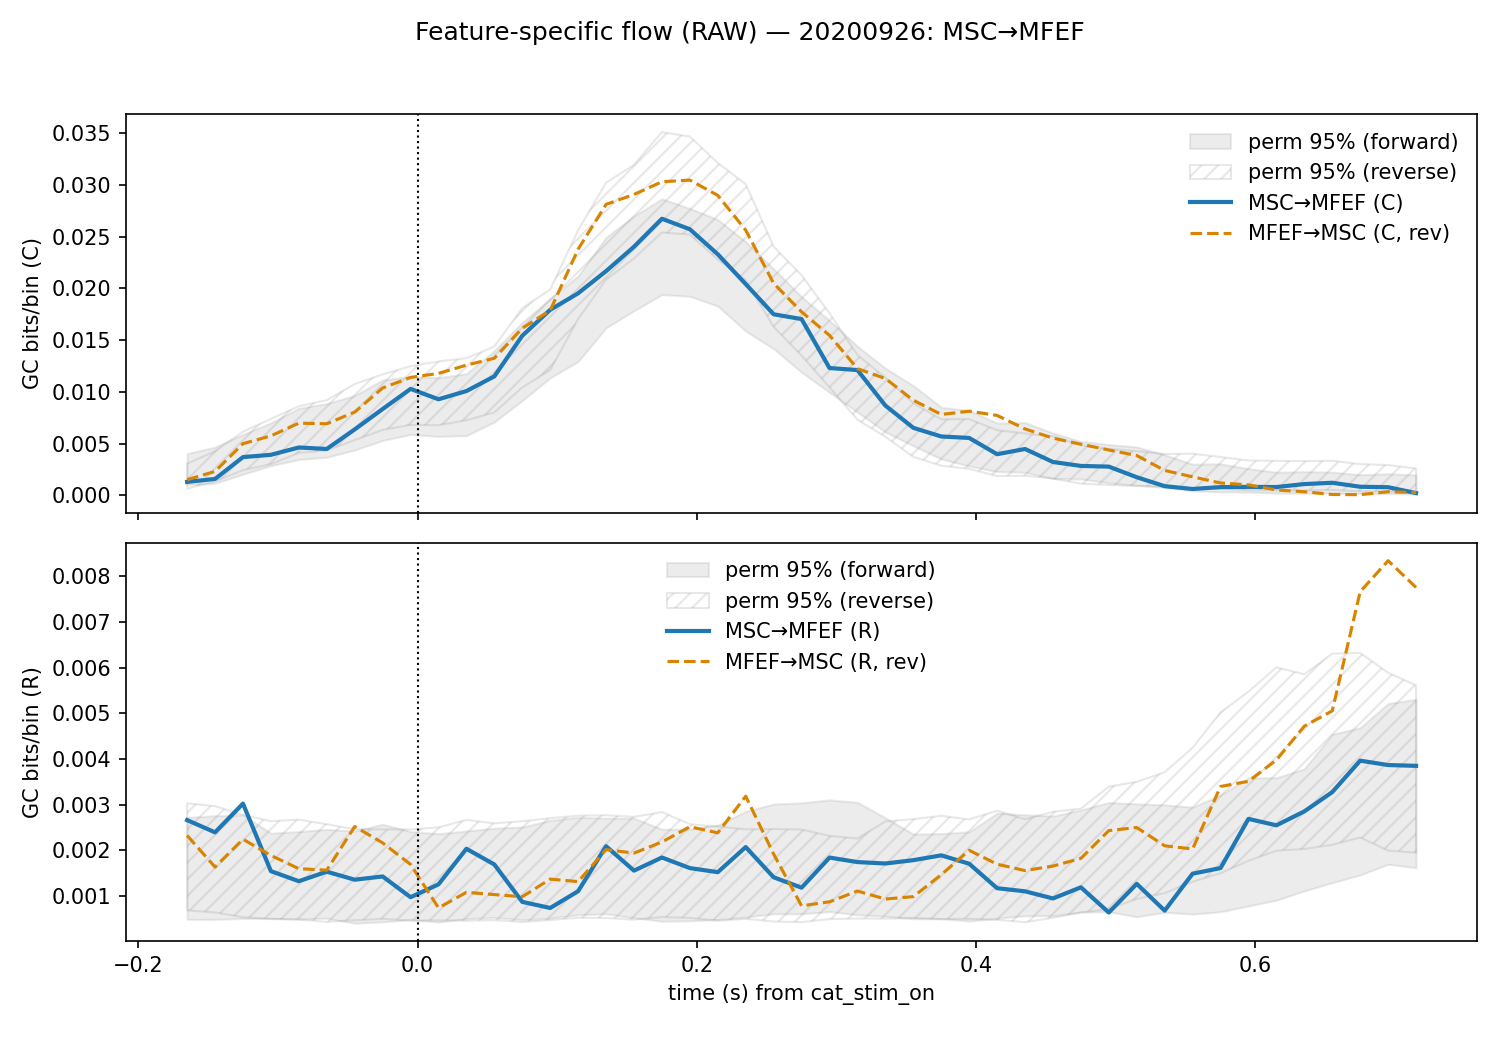 Feature-specific flow (RAW) — 20200926: MSC→MFEF
0.035
0.030
0.025
0.020
0.015
0.010
0.005
0.000
GC bits/bin (C)
perm 95% (forward)
perm 95% (reverse)
MSC→MFEF (C)
MFEF→MSC (C, rev)
0.008
0.007
0.006
0.005
0.004
0.003
0.002
0.001
GC bits/bin (R)
perm 95% (forward)
perm 95% (reverse)
MSC→MFEF (R)
MFEF→MSC (R, rev)
−0.2
0.0
0.2
0.4
0.6
time (s) from cat_stim_on